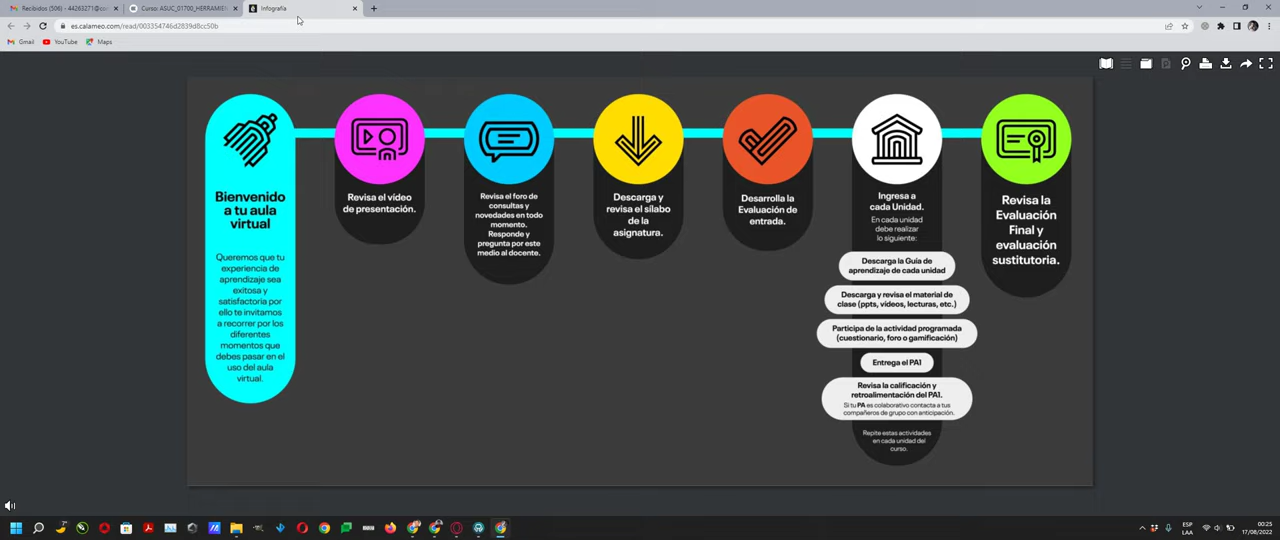 Recibidos (506) - 44263271@con
Curso: ASUC_01700_HERRAMIEN
Infografía
es.calameo.com/read/003354746d2839d8cc50b
Gmail
YouTube
Maps
Bienvenido
a tu aula
virtual
Queremos que tu
experiencia de
aprendizaje sea
exitosa y
satisfactoria por
ello te invitamos
a recorrer por los
diferentes
momentos que
debes pasar en el
uso del aula
virtual.
Revisa el vídeo
de presentación.
Revisa el foro de
consultas y
novedades en todo
momento.
Responde y
pregunta por este
medio al docente.
Descarga y
revisa el sílabo
de la
asignatura.
Desarrolla la
Evaluación de
entrada.
Ingresa a
cada Unidad.
En cada unidad
debe realizar
lo siguiente:
Descarga la Guía de
aprendizaje de cada unidad
Descarga y revisa el material de
clase (ppts, vídeos, lecturas, etc.)
Participa de la actividad programada
(cuestionario, foro o gamificación)
Entrega el PA1
Revisa la calificación y
retroalimentación del PA1.
Si tu PA es colaborativo contacta a tus
compañeros de grupo con anticipación.
Repite estas actividades
en cada unidad del
curso.
Revisa la
Evaluación
Final y
evaluación
sustitutoria.
ESP
LAA
00:25
17/08/2022